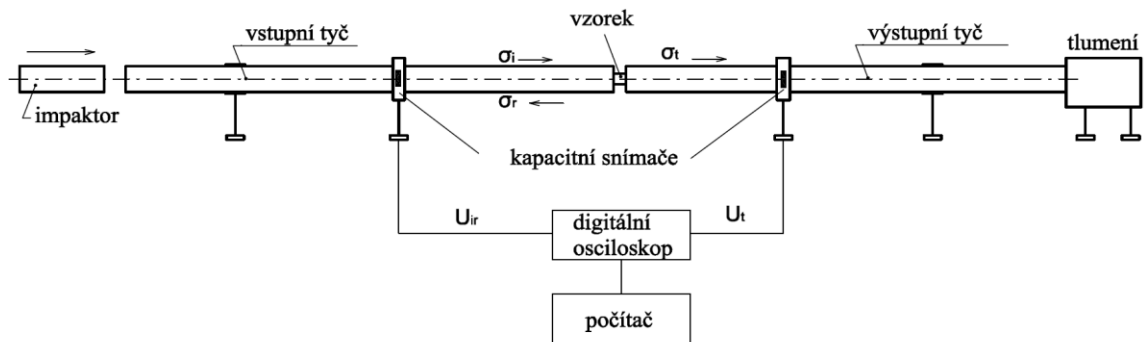 vzorek
vstupní tyč
výstupní tyč
tlumení
σi
σt
σr
impaktor
kapacitní snímače
Uir
Ut
digitální
osciloskop
počítač